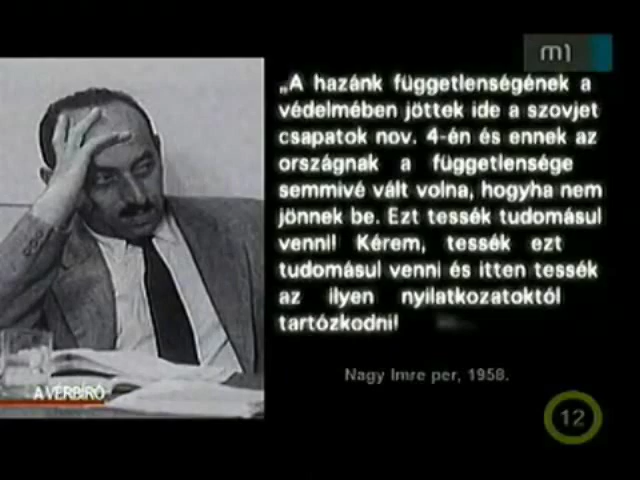 m1
„A hazánk függetlenségének a
védelmében jöttek ide a szovjet
csapatok nov. 4-én és ennek az
országnak a függetlensége
semmivé vált volna, hogyha nem
jönnek be. Ezt tessék tudomásul
venni! Kérem, tessék ezt
tudomásul venni és itten tessék
az ilyen nyilatkozatoktól
tartózkodni!
Nagy Imre per, 1958.
A VÉRBÍRÓ
12